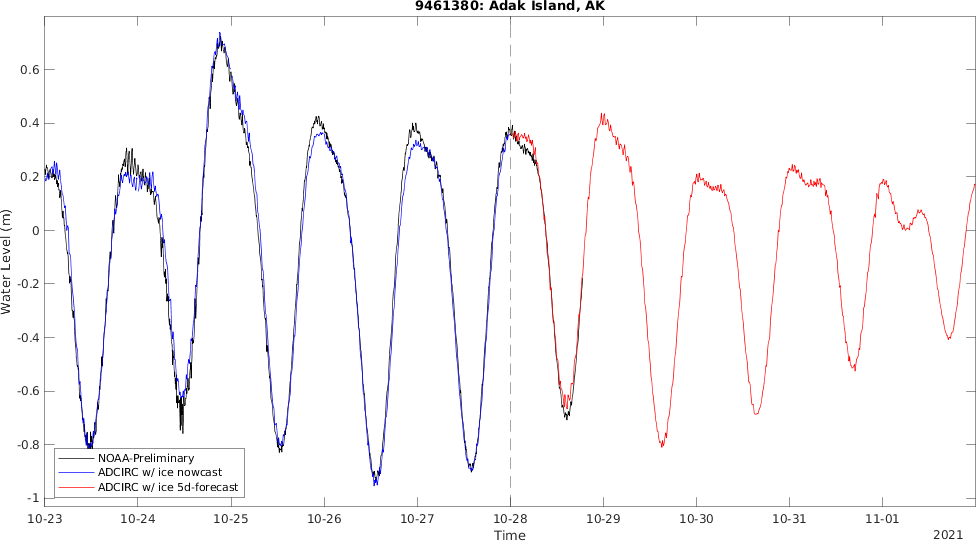 9461380: Adak Island, AK
Water Level (m)
0.6
0.4
0.2
0
-0.2
-0.4
-0.6
-0.8
-1
NOAA-Preliminary
ADCIRC w/ ice nowcast
ADCIRC w/ ice 5d-forecast
10-23 10-24 10-25 10-26 10-27 10-28 10-29 10-30 10-31 11-01
Time
2021